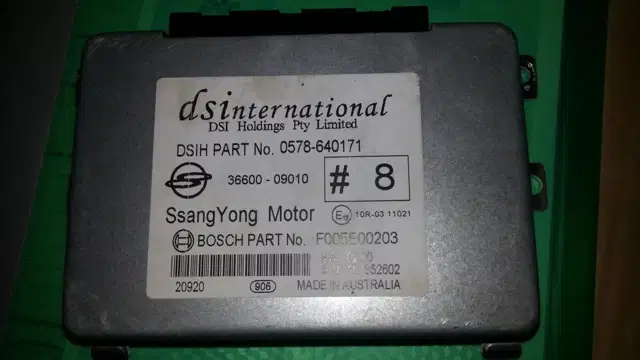 dsinternational
DSI Holdings Pty Limited
DSIH PART No. 0578-640171
36600 - 09010
# 8
SsangYong Motor
10R-03 11021
BOSCH PART No. F005E00203
20920
906
MADE IN AUSTRALIA